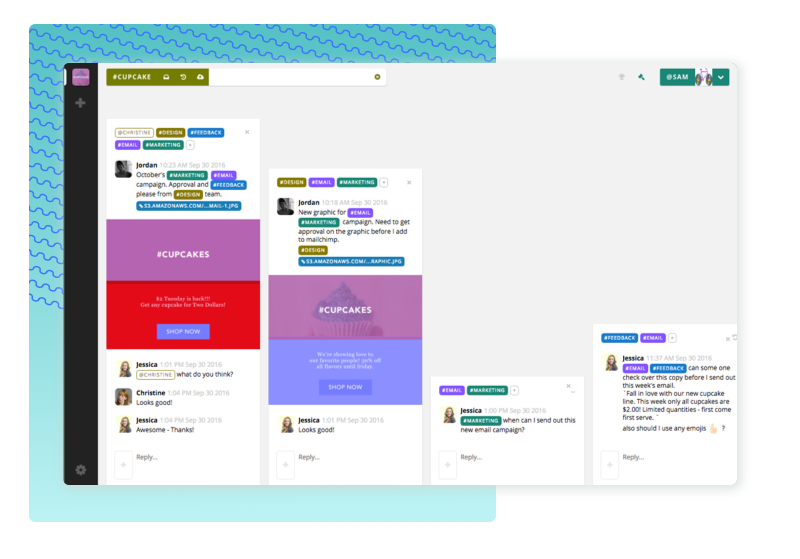 #CUPCAKE
@SAM
@CHRISTINE #DESIGN #FEEDBACK
#EMAIL #MARKETING
Jordan 10:23 AM Sep 30 2016
October's #MARKETING #EMAIL
campaign. Approval and #FEEDBACK
please from #DESIGN team.
S3.AMAZONAWS.COM/...MAIL-1.JPG
#CUPCAKES
$2 Tuesday is back!!!
Get any cupcake for Two Dollars!
SHOP NOW
Jessica 1:01 PM Sep 30 2016
@CHRISTINE what do you think?
Christine 1:04 PM Sep 30 2016
Looks good!
Jessica 1:04 PM Sep 30 2016
Awesome - Thanks!
Reply...
#DESIGN #EMAIL #MARKETING
Jordan 10:18 AM Sep 30 2016
New graphic for #EMAIL
#MARKETING campaign. Need to get
approval on the graphic before I add
to mailchimp.
#DESIGN
S3.AMAZONAWS.COM/...RAPHIC.JPG
#CUPCAKES
We're showing love to
our favorite people! 50% off
all flavors until friday.
SHOP NOW
Jessica 1:01 PM Sep 30 2016
Looks good!
Reply...
#EMAIL #MARKETING
Jessica 1:00 PM Sep 30 2016
#MARKETING when can I send out this
new email campaign?
Reply...
#FEEDBACK #EMAIL
Jessica 11:37 AM Sep 30 2016
#EMAIL #FEEDBACK can some one
check over this copy before I send out
this week's email.
`Fall in love with our new cupcake
line. This week only all cupcakes are
$2.00! Limited quantities - first come
first serve.`
also should I use any emojis ?
Reply...